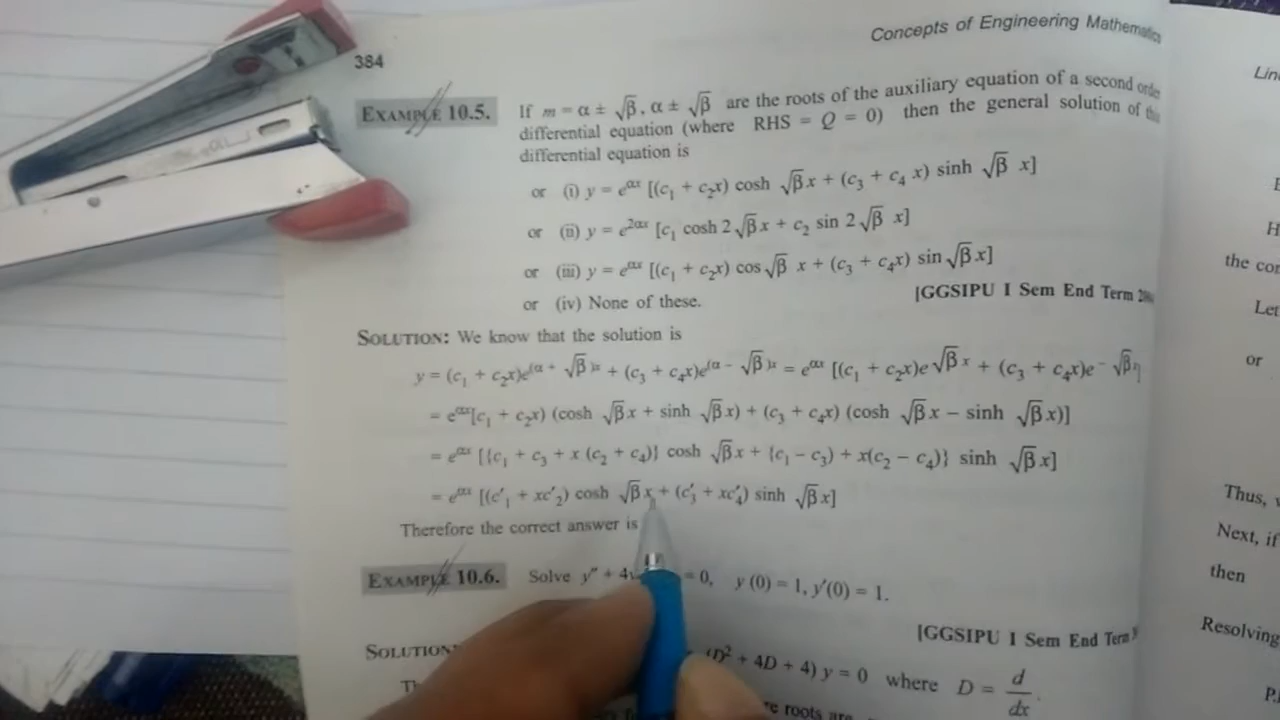 Concepts of Engineering Mathematics
384
EXAMPLE 10.5. If m = α ± √β, α ± √β are the roots of the auxiliary equation of a second order
differential equation (where RHS = Q = 0) then the general solution of this
differential equation is
or (i) y = e^{αx} [(c₁ + c₂x) cosh √β x + (c₃ + c₄ x) sinh √β x]
or (ii) y = e^{2αx} [c₁ cosh 2√β x + c₂ sin 2√β x]
or (iii) y = e^{αx} [(c₁ + c₂x) cos √β x + (c₃ + c₄x) sin √β x]
or (iv) None of these.
[GGSIPU I Sem End Term
SOLUTION: We know that the solution is
y = (c₁ + c₂x)e^{(α + √β)x} + (c₃ + c₄x)e^{(α − √β)x} = e^{αx} [(c₁ + c₂x)e^{√β x} + (c₃ + c₄x)e^{− √β x}]
= e^{αx}[c₁ + c₂x) (cosh √β x + sinh √β x) + (c₃ + c₄x) (cosh √β x − sinh √β x)]
= e^{αx} [{c₁ + c₃ + x (c₂ + c₄)} cosh √β x + {c₁ − c₃) + x(c₂ − c₄)} sinh √β x]
= e^{αx} [(c′₁ + xc′₂) cosh √β x + (c′₃ + xc′₄) sinh √β x]
Therefore the correct answer is
EXAMPLE 10.6. Solve y″ + 4y = 0, y (0) = 1, y′(0) = 1.
[GGSIPU I Sem End Term
SOLUTION
(D² + 4D + 4) y = 0 where D = d/dx.
re roots are
Lin
H
the con
Let
or
Thus,
Next, if
then
Resolving
P.I